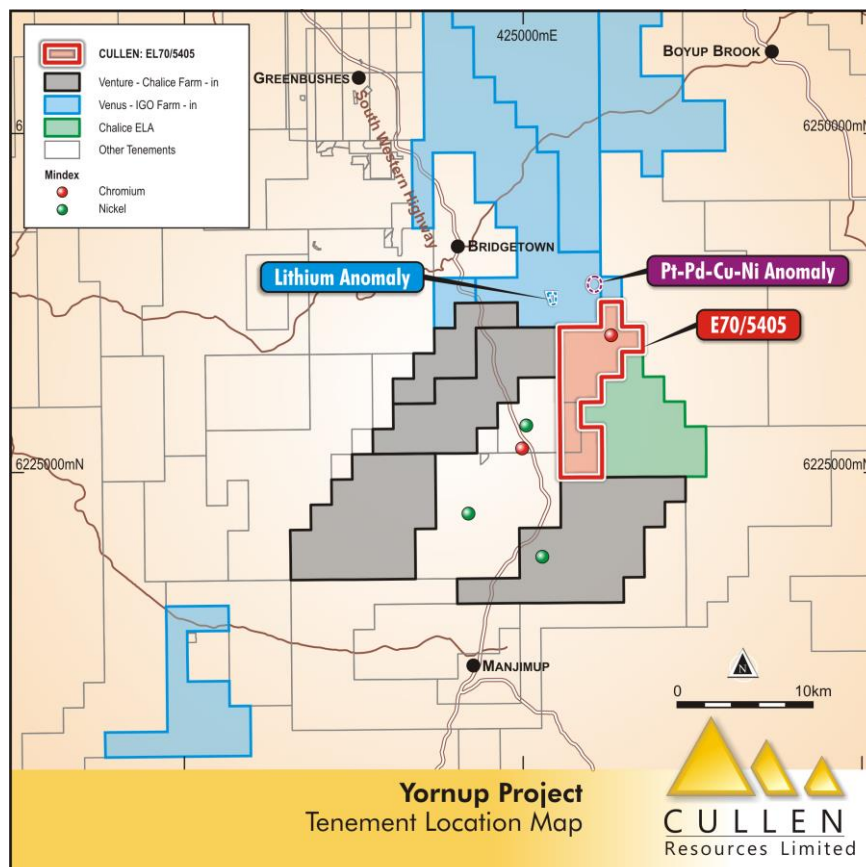 425000mE
BOYUP BROOK
CULLEN: EL70/5405
Venture - Chalice Farm - in
Venus - IGO Farm - in
Chalice ELA
Other Tenements
Mindex
Chromium
Nickel
GREENBUSHES
South Western Highway
6250000mN
BRIDGETOWN
Lithium Anomaly
Pt-Pd-Cu-Ni Anomaly
E70/5405
6225000mN
6225000mN
MANJIMUP
N
0 10km
Yornup Project
Tenement Location Map
CULLEN
Resources Limited